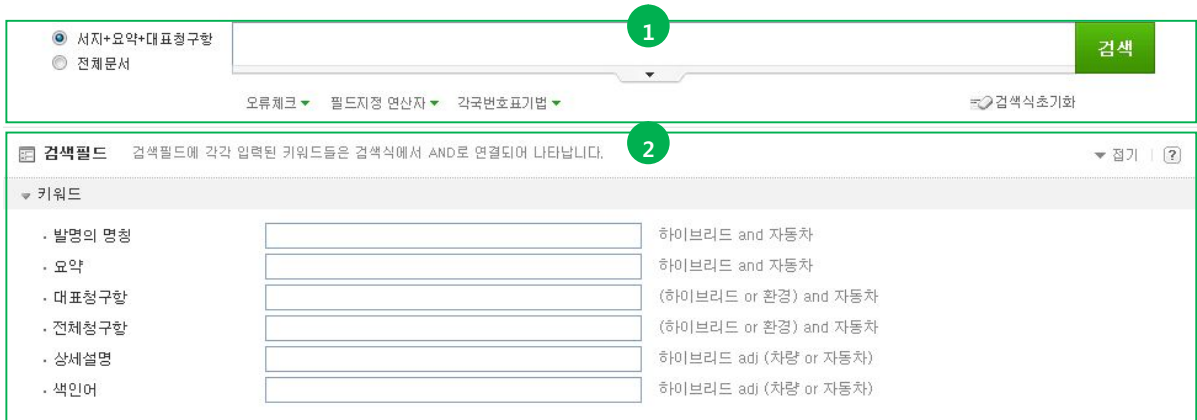 1
서지+요약+대표청구항
전체문서
검색
오류체크 필드지정 연산자 각국번호표기법 검색식초기화
2
검색필드 검색필드에 각각 입력된 키워드들은 검색식에서 AND로 연결되어 나타납니다. 접기 | ?
키워드
· 발명의 명칭 하이브리드 and 자동차
· 요약 하이브리드 and 자동차
· 대표청구항 (하이브리드 or 환경) and 자동차
· 전체청구항 (하이브리드 or 환경) and 자동차
· 상세설명 하이브리드 adj (차량 or 자동차)
· 색인어 하이브리드 adj (차량 or 자동차)